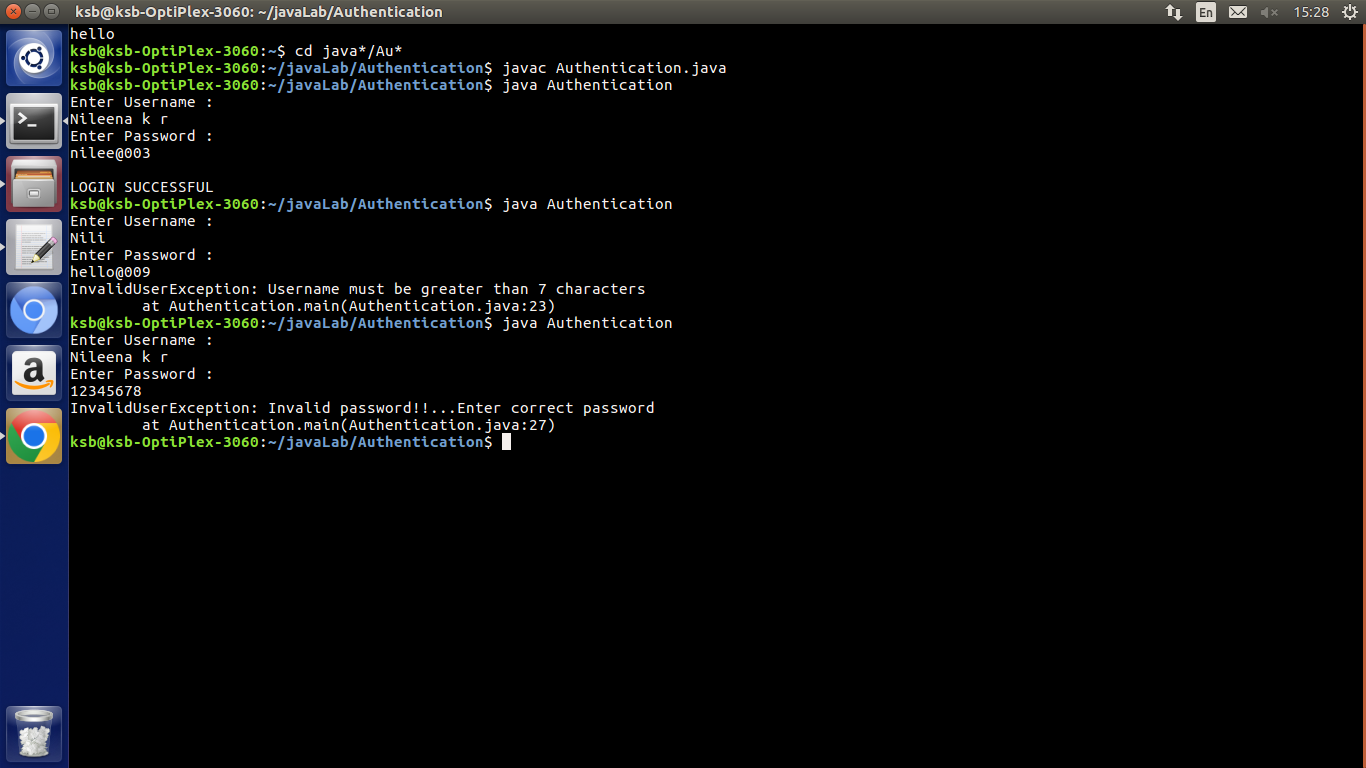 ksb@ksb-OptiPlex-3060: ~/javaLab/Authentication
En
15:28
hello
ksb@ksb-OptiPlex-3060:~$ cd java*/Au*
ksb@ksb-OptiPlex-3060:~/javaLab/Authentication$ javac Authentication.java
ksb@ksb-OptiPlex-3060:~/javaLab/Authentication$ java Authentication
Enter Username :
Nileena k r
Enter Password :
nilee@003
LOGIN SUCCESSFUL
ksb@ksb-OptiPlex-3060:~/javaLab/Authentication$ java Authentication
Enter Username :
Nili
Enter Password :
hello@009
InvalidUserException: Username must be greater than 7 characters
at Authentication.main(Authentication.java:23)
ksb@ksb-OptiPlex-3060:~/javaLab/Authentication$ java Authentication
Enter Username :
Nileena k r
Enter Password :
12345678
InvalidUserException: Invalid password!!...Enter correct password
at Authentication.main(Authentication.java:27)
ksb@ksb-OptiPlex-3060:~/javaLab/Authentication$
>_
a